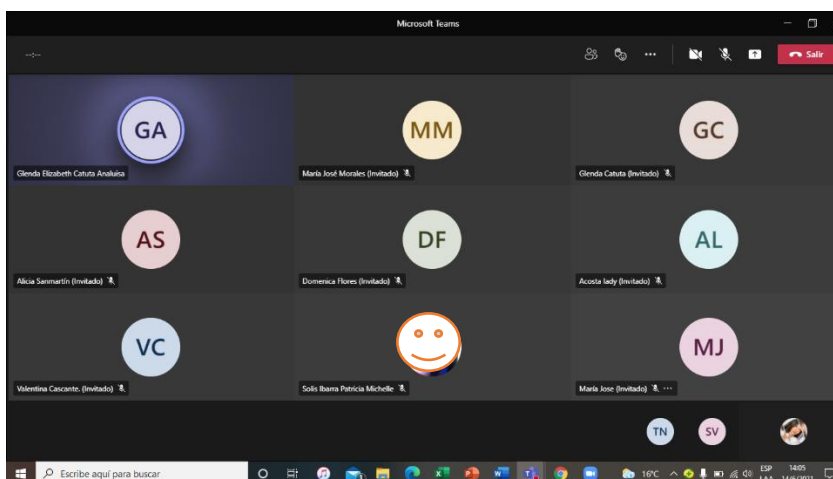 Microsoft Teams
--:--
Salir
GA
MM
GC
Glenda Elizabeth Catuta Analuisa
María José Morales (Invitado)
Glenda Catuta (Invitado)
AS
DF
AL
Alicia Sanmartín (Invitado)
Domenica Flores (Invitado)
Acosta lady (Invitado)
VC
MJ
Valentina Cascante. (Invitado)
Solis Ibarra Patricia Michelle
María Jose (Invitado)
TN
SV
Escribe aquí para buscar
16°C
ESP
14:05